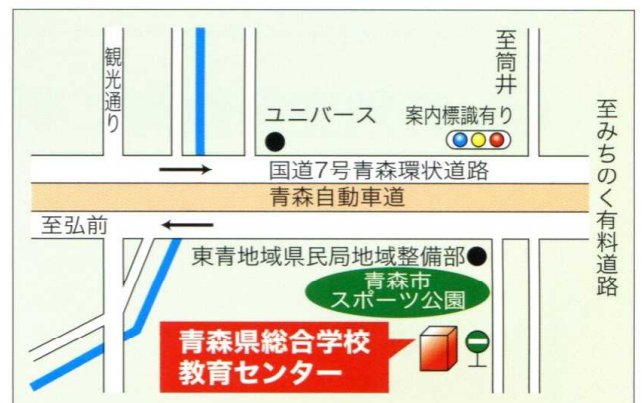 観光通り
至筒井
ユニバース
案内標識有り
至みちのく有料道路
国道7号青森環状道路
青森自動車道
至弘前
東青地域県民局地域整備部
青森市
スポーツ公園
青森県総合学校
教育センター